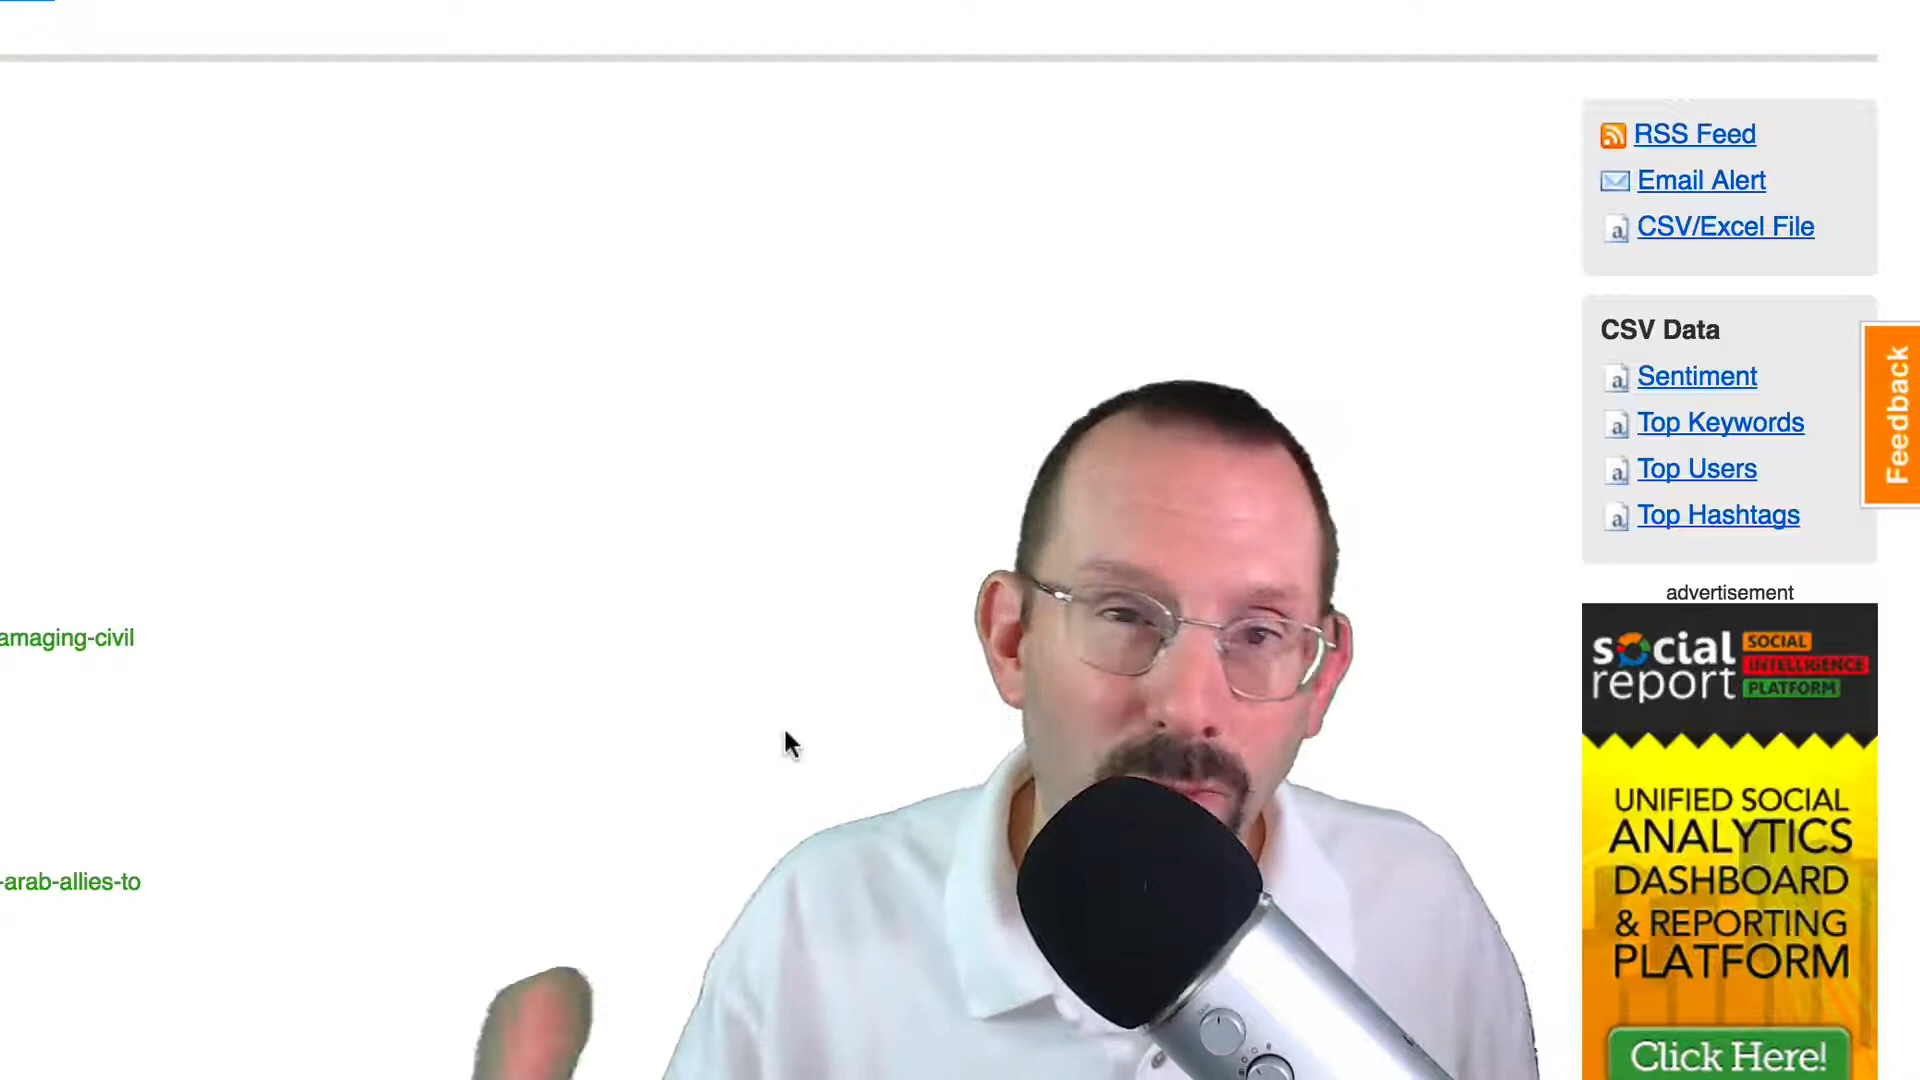 RSS Feed
Email Alert
CSV/Excel File
CSV Data
Sentiment
Top Keywords
Top Users
Top Hashtags
Feedback
advertisement
social
report
SOCIAL
INTELLIGENCE
PLATFORM
UNIFIED SOCIAL
ANALYTICS
DASHBOARD
& REPORTING
PLATFORM
Click Here!
amaging-civil
-arab-allies-to